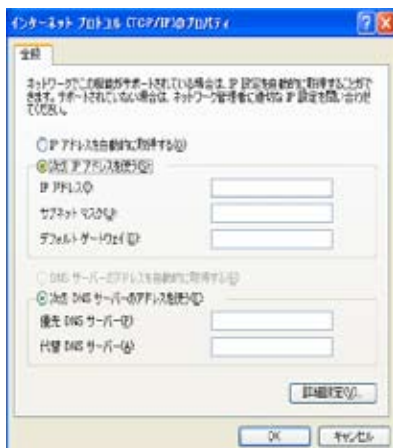 インターネット プロトコル (TCP/IP)のプロパティ
全般
ネットワークでこの機能がサポートされている場合は、IP 設定を自動的に取得することがで
きます。サポートされていない場合は、ネットワーク管理者に適切な IP 設定を問い合わせ
てください。
IP アドレスを自動的に取得する(O)
次の IP アドレスを使う(S):
IP アドレス(I):
サブネット マスク(U):
デフォルト ゲートウェイ(D):
DNS サーバーのアドレスを自動的に取得する(B)
次の DNS サーバーのアドレスを使う(E):
優先 DNS サーバー(P):
代替 DNS サーバー(A):
詳細設定(V)...
OK
キャンセル